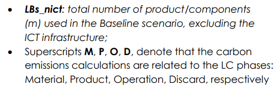 • LBs_nict: total number of product/components
(m) used in the Baseline scenario, excluding the
ICT infrastructure;
• Superscripts M, P, O, D, denote that the carbon
emissions calculations are related to the LC phases:
Material, Product, Operation, Discard, respectively